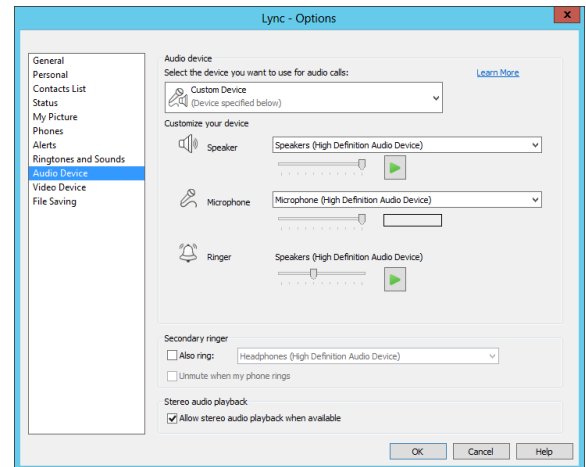 Lync - Options
x
General
Personal
Contacts List
Status
My Picture
Phones
Alerts
Ringtones and Sounds
Audio Device
Video Device
File Saving
Audio device
Select the device you want to use for audio calls:
Learn More
Custom Device
(Device specified below)
Customize your device
Speaker
Speakers (High Definition Audio Device)
Microphone
Microphone (High Definition Audio Device)
Ringer
Speakers (High Definition Audio Device)
Secondary ringer
Also ring:
Headphones (High Definition Audio Device)
Unmute when my phone rings
Stereo audio playback
Allow stereo audio playback when available
OK
Cancel
Help